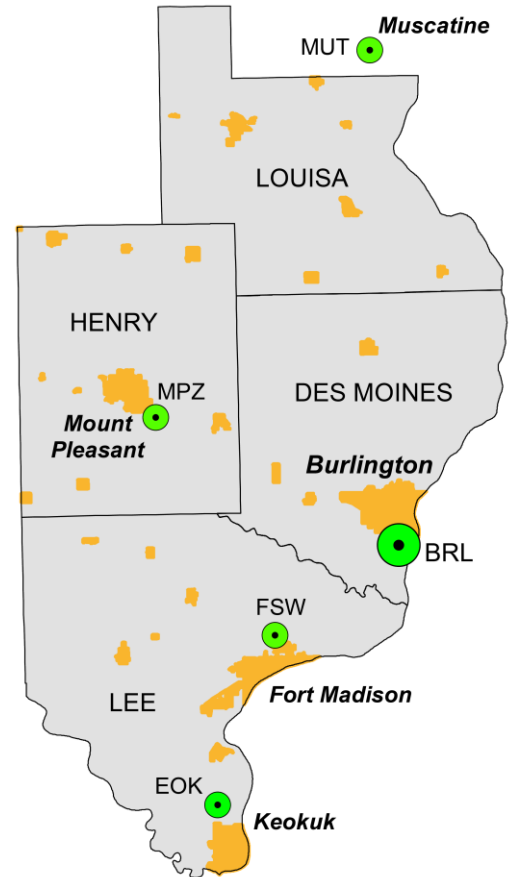 Muscatine
MUT
LOUISA
HENRY
MPZ
DES MOINES
Mount
Pleasant
Burlington
BRL
FSW
LEE
Fort Madison
EOK
Keokuk